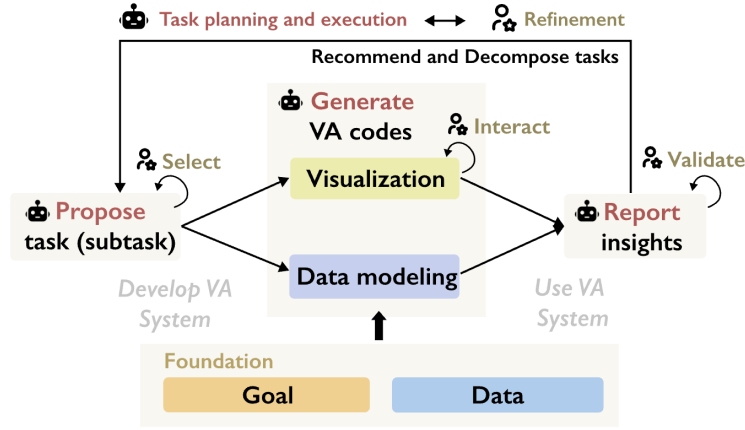 Task planning and execution
Refinement
Recommend and Decompose tasks
Generate
VA codes
Select
Interact
Validate
Visualization
Propose
task (subtask)
Report
insights
Data modeling
Develop VA
System
Use VA
System
Foundation
Goal
Data